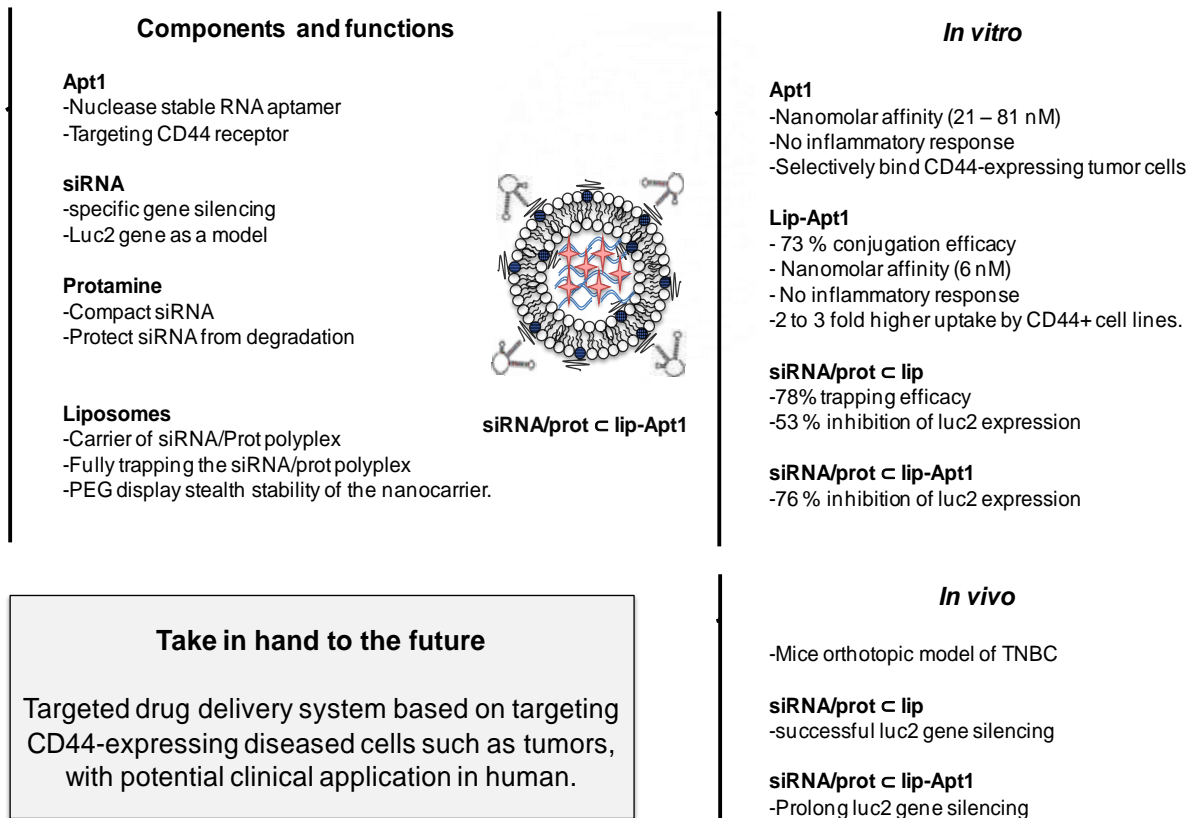 Components and functions
Apt1
-Nuclease stable RNA aptamer
-Targeting CD44 receptor
siRNA
-specific gene silencing
-Luc2 gene as a model
Protamine
-Compact siRNA
-Protect siRNA from degradation
Liposomes
-Carrier of siRNA/Prot polyplex
-Fully trapping the siRNA/prot polyplex
-PEG display stealth stability of the nanocarrier.
siRNA/prot ⊂ lip-Apt1
In vitro
Apt1
-Nanomolar affinity (21 – 81 nM)
-No inflammatory response
-Selectively bind CD44-expressing tumor cells
Lip-Apt1
- 73 % conjugation efficacy
- Nanomolar affinity (6 nM)
- No inflammatory response
-2 to 3 fold higher uptake by CD44+ cell lines.
siRNA/prot ⊂ lip
-78% trapping efficacy
-53 % inhibition of luc2 expression
siRNA/prot ⊂ lip-Apt1
-76 % inhibition of luc2 expression
Take in hand to the future
Targeted drug delivery system based on targeting
CD44-expressing diseased cells such as tumors,
with potential clinical application in human.
In vivo
-Mice orthotopic model of TNBC
siRNA/prot ⊂ lip
-successful luc2 gene silencing
siRNA/prot ⊂ lip-Apt1
-Prolong luc2 gene silencing